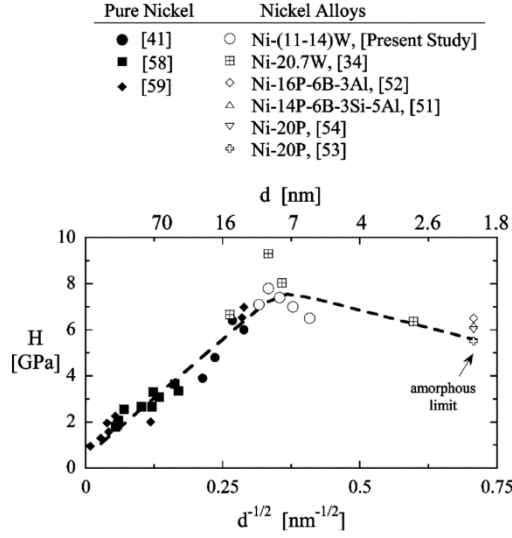 Pure Nickel Nickel Alloys
[41] Ni-(11-14)W, [Present Study]
[58] Ni-20.7W, [34]
[59] Ni-16P-6B-3Al, [52]
Ni-14P-6B-3Si-5Al, [51]
Ni-20P, [54]
Ni-20P, [53]
d [nm]
70 16 7 4 2.6 1.8
10
8
6
4
2
0
H
[GPa]
amorphous
limit
0 0.25 0.50 0.75
d-1/2 [nm-1/2]